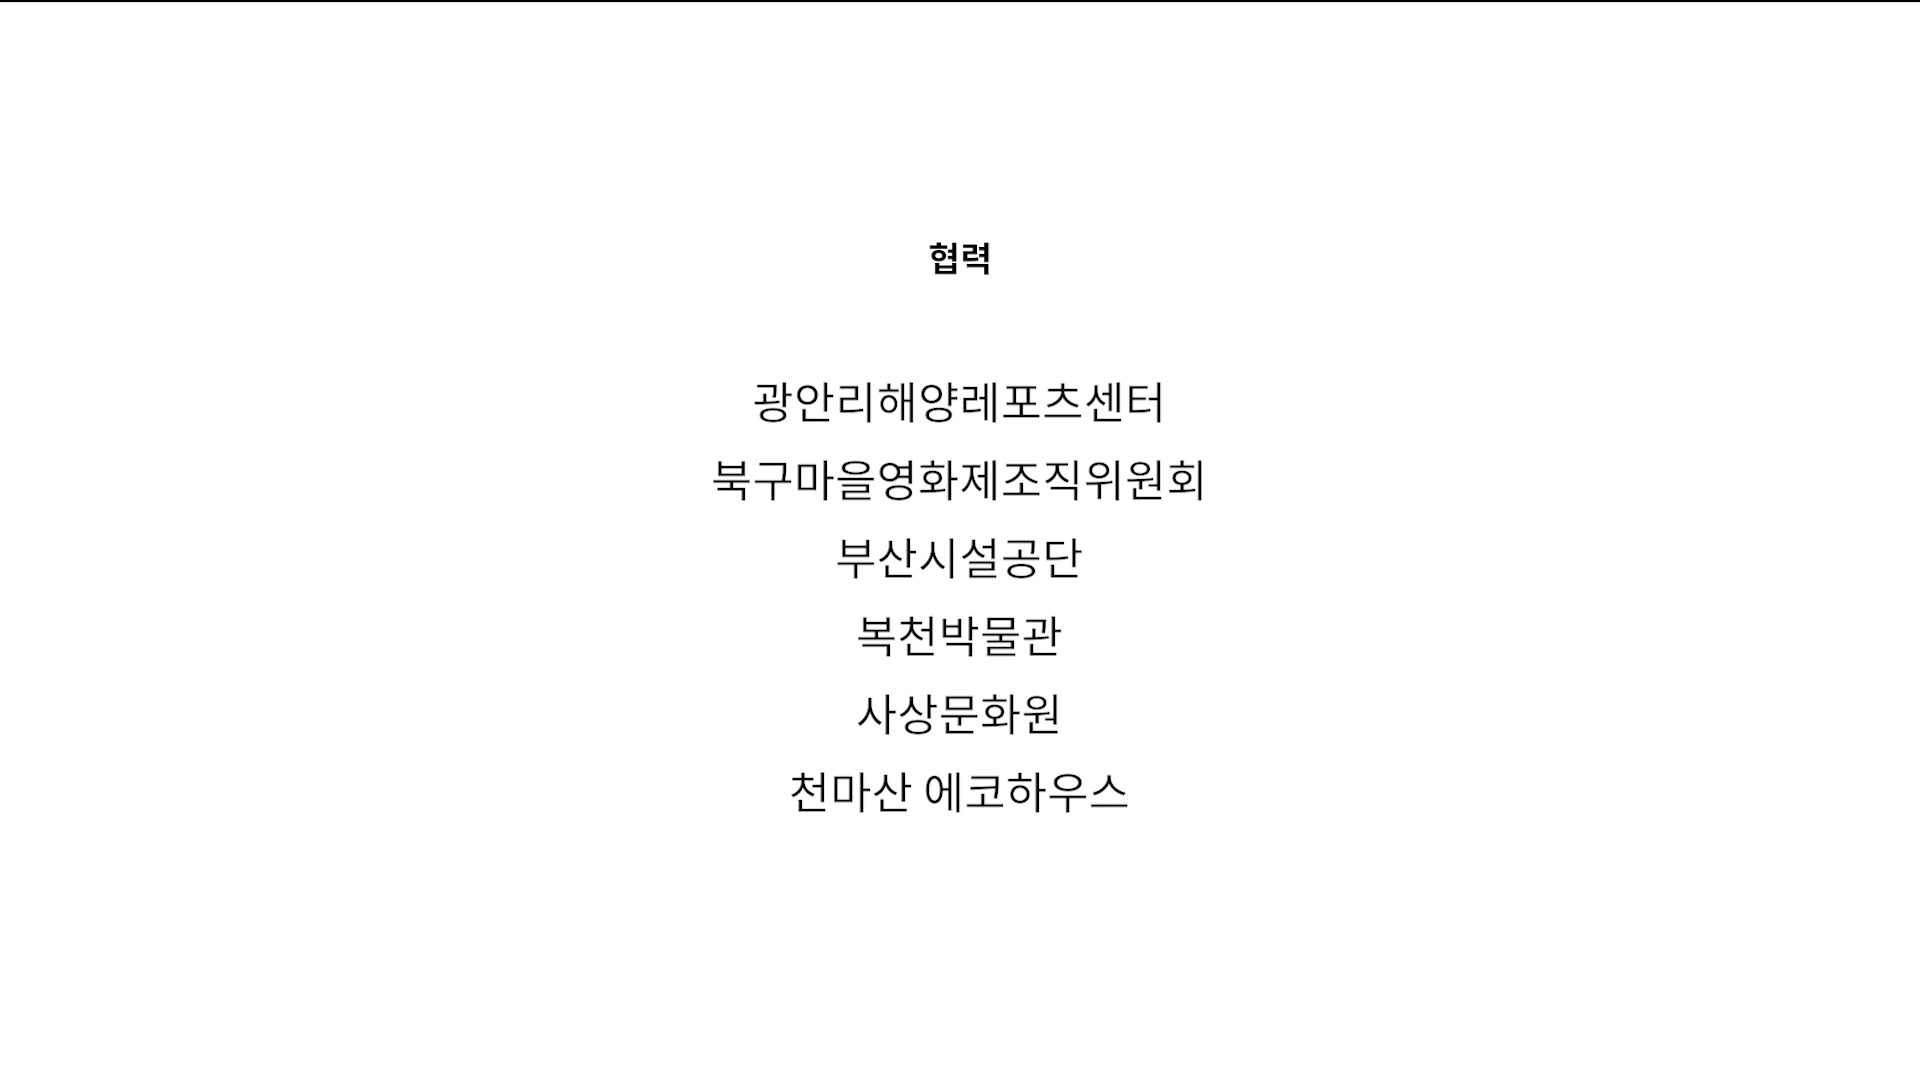 협력
광안리해양레포츠센터
북구마을영화제조직위원회
부산시설공단
복천박물관
사상문화원
천마산 에코하우스